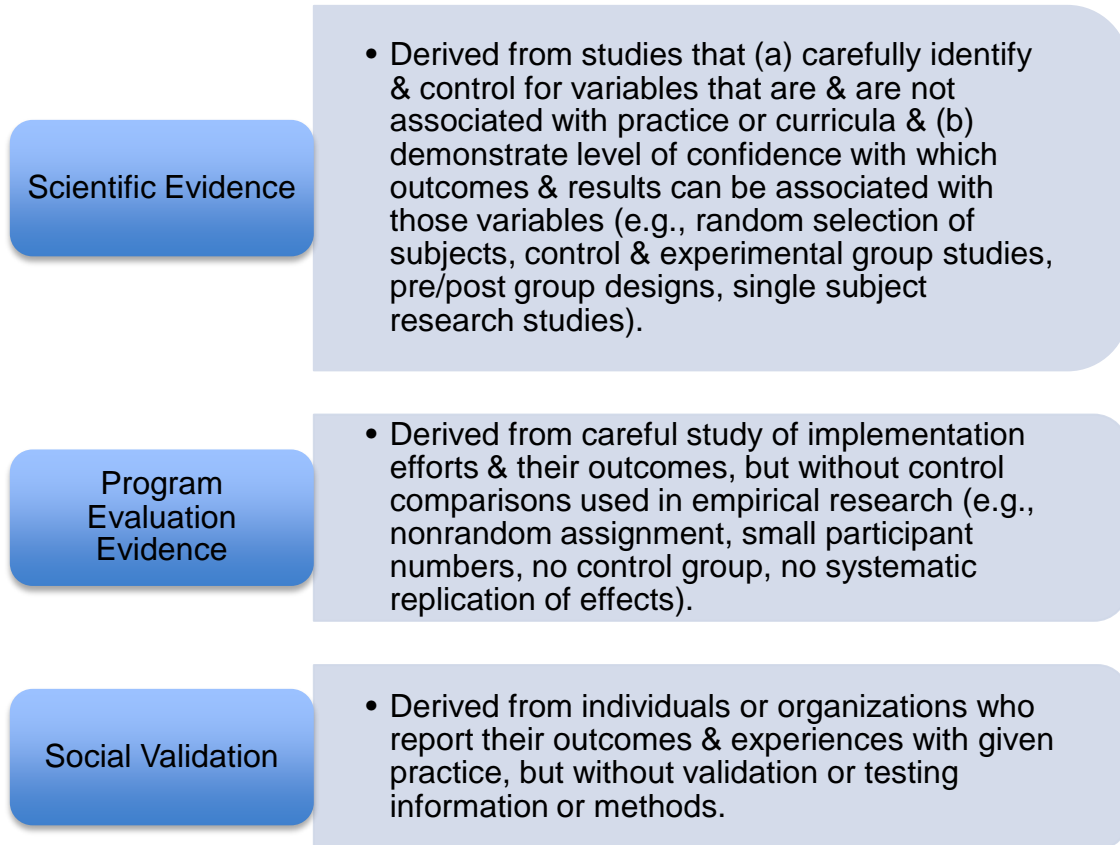 Scientific Evidence
• Derived from studies that (a) carefully identify
& control for variables that are & are not
associated with practice or curricula & (b)
demonstrate level of confidence with which
outcomes & results can be associated with
those variables (e.g., random selection of
subjects, control & experimental group studies,
pre/post group designs, single subject
research studies).
Program
Evaluation
Evidence
• Derived from careful study of implementation
efforts & their outcomes, but without control
comparisons used in empirical research (e.g.,
nonrandom assignment, small participant
numbers, no control group, no systematic
replication of effects).
Social Validation
• Derived from individuals or organizations who
report their outcomes & experiences with given
practice, but without validation or testing
information or methods.